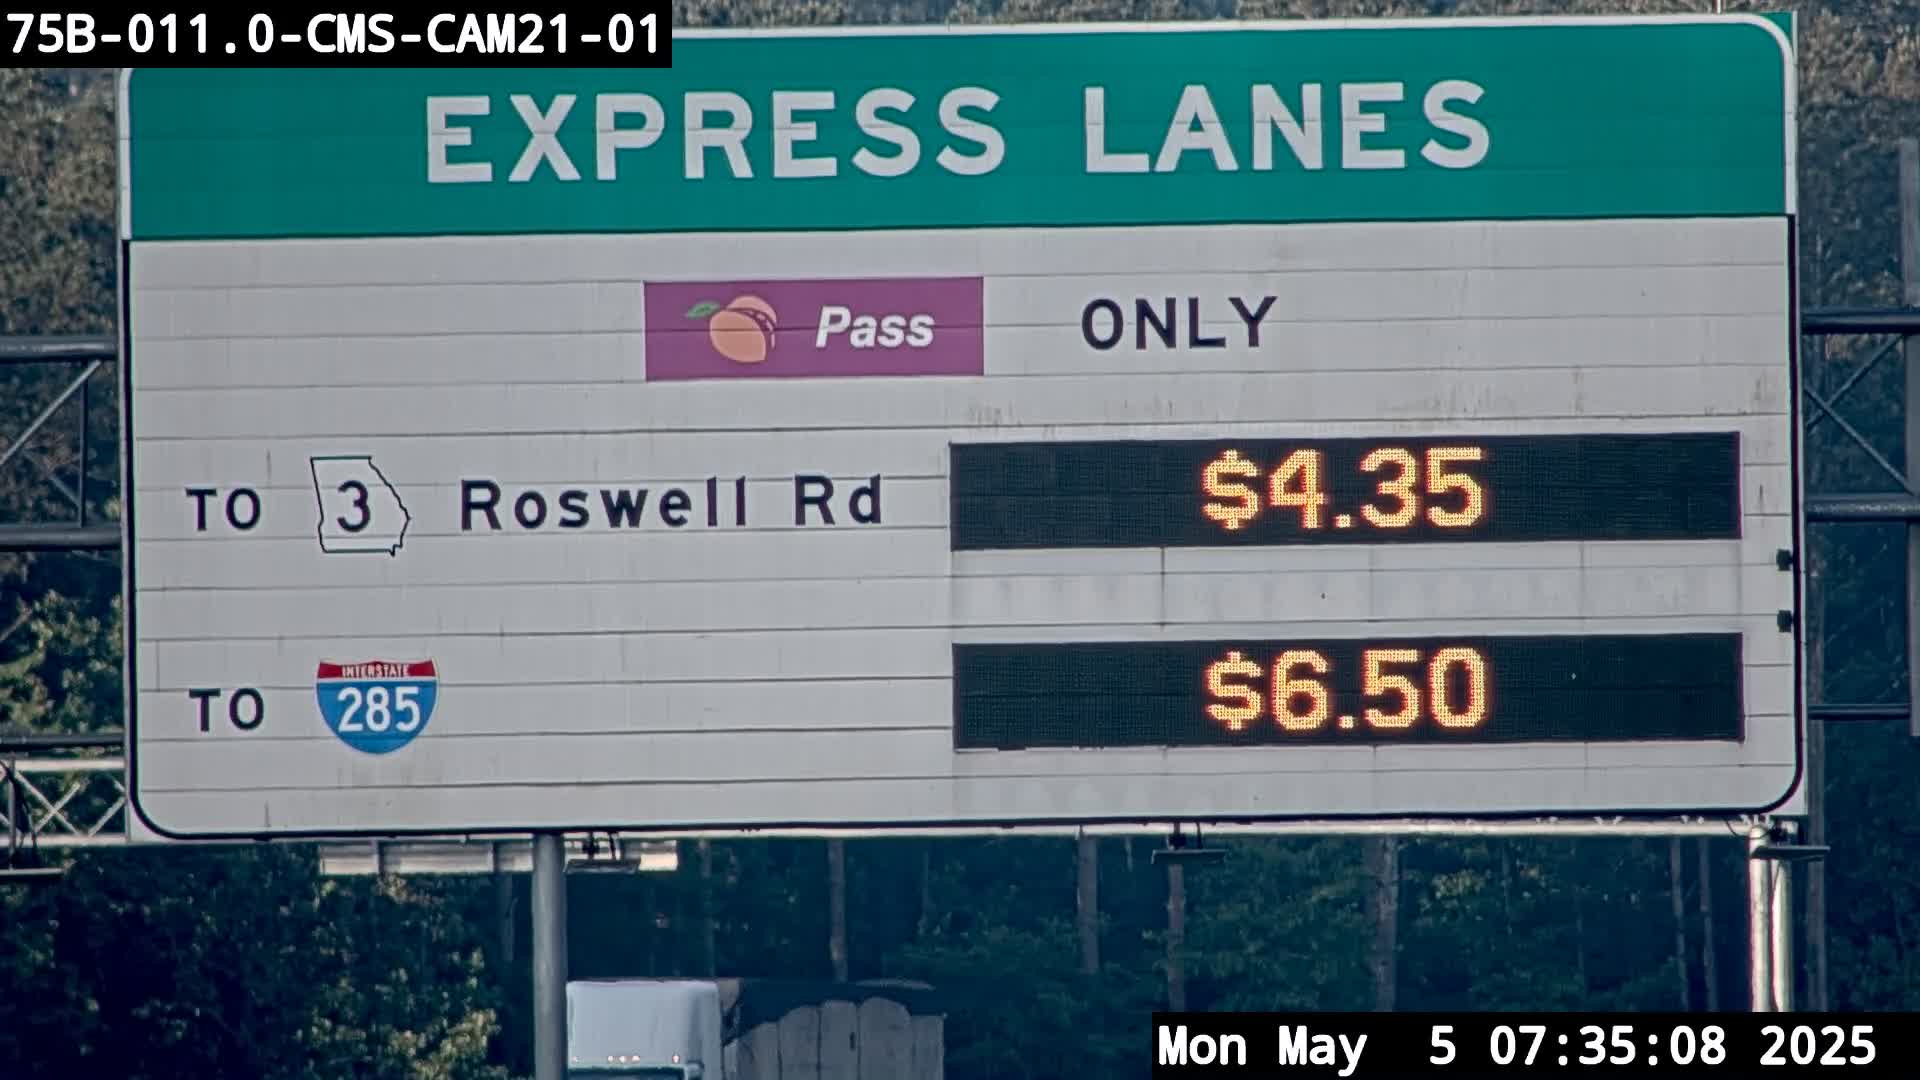 75B-011.0-CMS-CAM21-01
EXPRESS LANES
Pass ONLY
TO 3 Roswell Rd $4.35
INTERSTATE
TO 285 $6.50
Mon May 5 07:35:08 2025